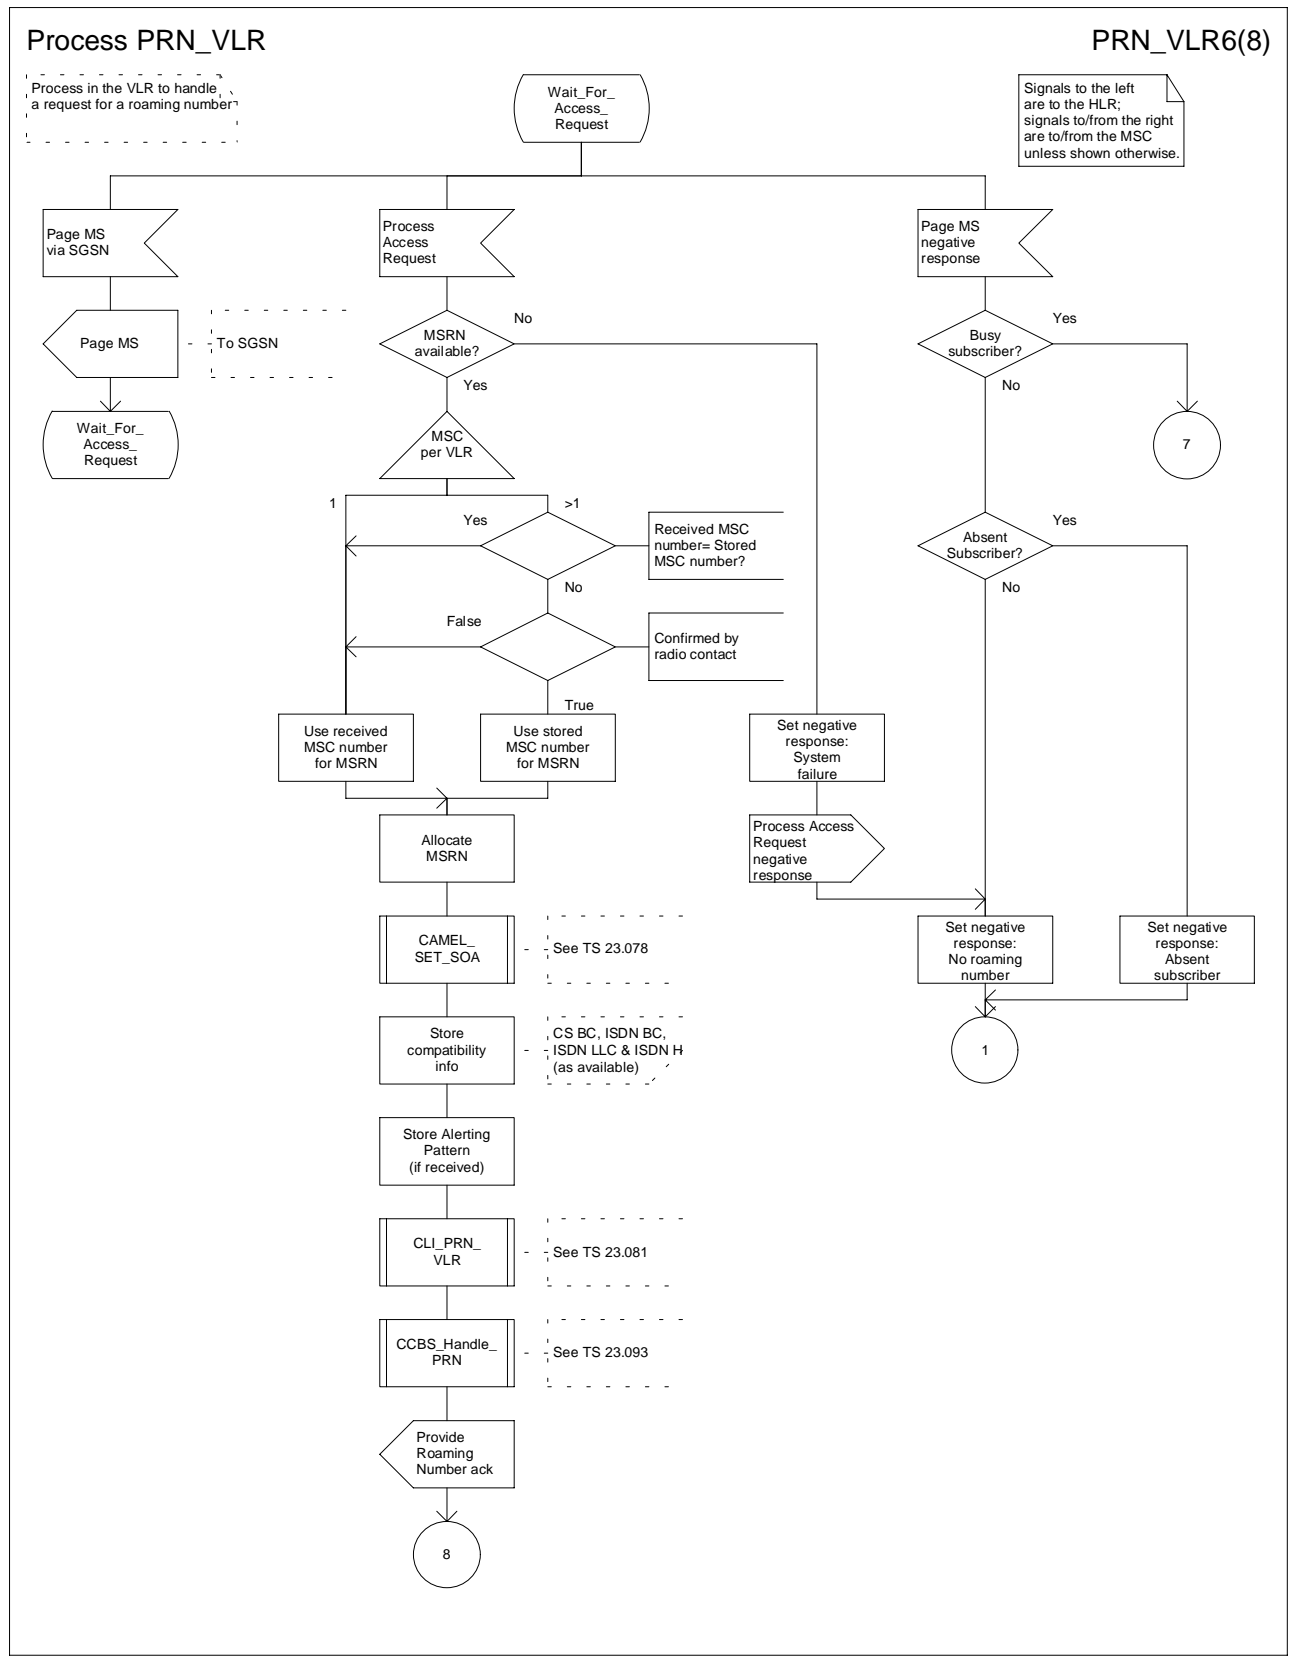 Process PRN_VLR
PRN_VLR6(8)
Process in the VLR to handle
a request for a roaming number
Wait_For_
Access_
Request
Signals to the left
are to the HLR;
signals to/from the right
are to/from the MSC
unless shown otherwise.
Page MS
via SGSN
Process
Access
Request
Page MS
negative
response
Page MS
To SGSN
MSRN
available?
No
Yes
Busy
subscriber?
Yes
No
Wait_For_
Access_
Request
MSC
per VLR
7
1
>1
Yes
Received MSC
number= Stored
MSC number?
No
Absent
Subscriber?
Yes
No
False
Confirmed by
radio contact
True
Use received
MSC number
for MSRN
Use stored
MSC number
for MSRN
Set negative
response:
System
failure
Allocate
MSRN
Process Access
Request
negative
response
CAMEL_
SET_SOA
See TS 23.078
Set negative
response:
No roaming
number
Set negative
response:
Absent
subscriber
Store
compatibility
info
CS BC, ISDN BC,
ISDN LLC & ISDN H
(as available)
1
Store Alerting
Pattern
(if received)
CLI_PRN_
VLR
See TS 23.081
CCBS_Handle_
PRN
See TS 23.093
Provide
Roaming
Number ack
8